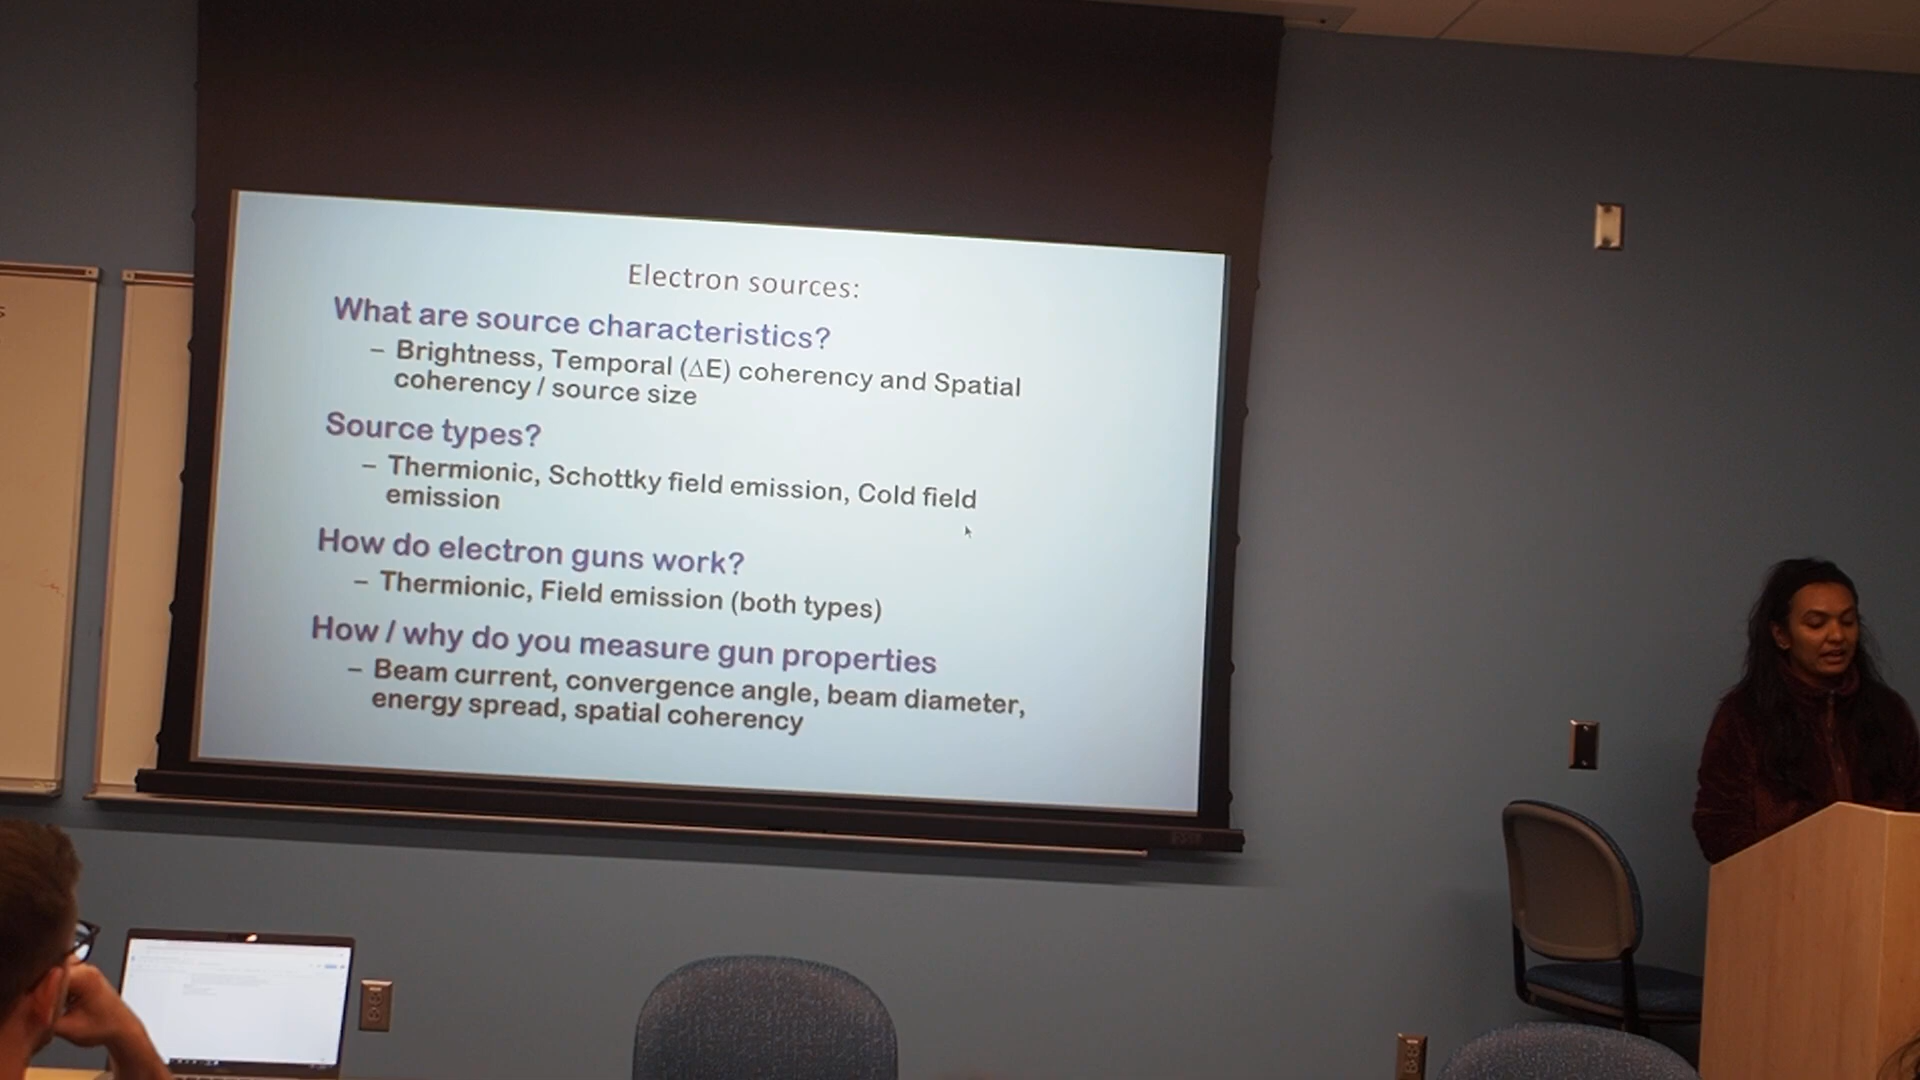 Electron sources:
What are source characteristics?
– Brightness, Temporal (ΔE) coherency and Spatial
coherency / source size
Source types?
– Thermionic, Schottky field emission, Cold field
emission
How do electron guns work?
– Thermionic, Field emission (both types)
How / why do you measure gun properties
– Beam current, convergence angle, beam diameter,
energy spread, spatial coherency